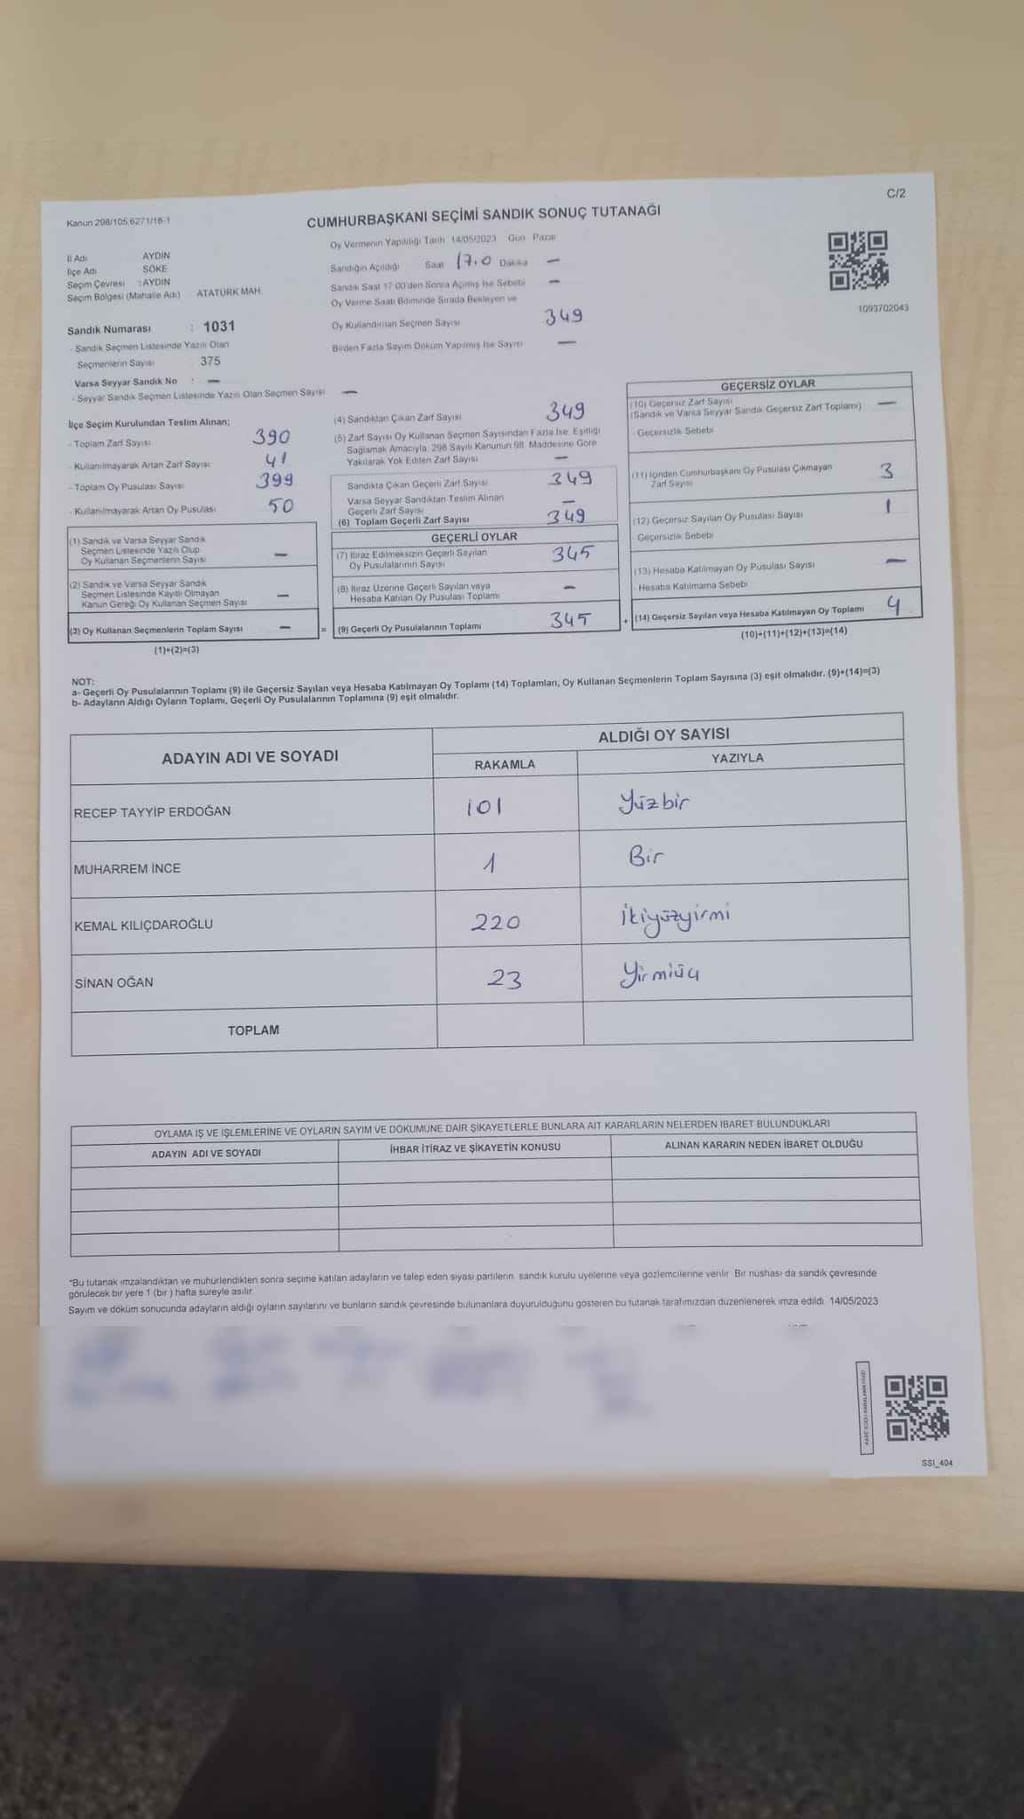 C/2
Kanun 298/105,6271/18-1
CUMHURBAŞKANI SEÇİMİ SANDIK SONUÇ TUTANAĞI
Oy Vermenin Yapıldığı Tarih 14/05/2023 Gün Pazar
İl Adı AYDIN
İlçe Adı SÖKE
Seçim Çevresi : AYDIN
Seçim Bölgesi (Mahalle Adı) ATATÜRK MAH.
Sandığın Açıldığı Saat 17.0 Dakika —
Sandık Saat 17:00'den Sonra Açılmış İse Sebebi —
Oy Verme Saati Bitiminde Sırada Bekleyen ve
Oy Kullandırılan Seçmen Sayısı 349
Birden Fazla Sayım Döküm Yapılmış İse Sayısı —
1093702043
Sandık Numarası : 1031
- Sandık Seçmen Listesinde Yazılı Olan
Seçmenlerin Sayısı 375
Varsa Seyyar Sandık No : —
- Seyyar Sandık Seçmen Listesinde Yazılı Olan Seçmen Sayısı —
İlçe Seçim Kurulundan Teslim Alınan;
- Toplam Zarf Sayısı 390
- Kullanılmayarak Artan Zarf Sayısı 41
- Toplam Oy Pusulası Sayısı 399
- Kullanılmayarak Artan Oy Pusulası 50
(1) Sandık ve Varsa Seyyar Sandık
Seçmen Listesinde Yazılı Olup
Oy Kullanan Seçmenlerin Sayısı —
(2) Sandık ve Varsa Seyyar Sandık
Seçmen Listesinde Kayıtlı Olmayan
Kanun Gereği Oy Kullanan Seçmen Sayısı —
(3) Oy Kullanan Seçmenlerin Toplam Sayısı —
(1)+(2)=(3)
(4) Sandıktan Çıkan Zarf Sayısı 349
(5) Zarf Sayısı Oy Kullanan Seçmen Sayısından Fazla İse, Eşitliği
Sağlamak Amacıyla, 298 Sayılı Kanunun 98. Maddesine Göre
Yakılarak Yok Edilen Zarf Sayısı —
Sandıkta Çıkan Geçerli Zarf Sayısı 349
Varsa Seyyar Sandıktan Teslim Alınan
Geçerli Zarf Sayısı —
(6) Toplam Geçerli Zarf Sayısı 349
GEÇERLİ OYLAR
(7) İtiraz Edilmeksizin Geçerli Sayılan
Oy Pusulalarının Sayısı 345
(8) İtiraz Üzerine Geçerli Sayılan veya
Hesaba Katılan Oy Pusulası Toplamı —
= (9) Geçerli Oy Pusulalarının Toplamı 345
GEÇERSİZ OYLAR
(10) Geçersiz Zarf Sayısı
(Sandık ve Varsa Seyyar Sandık Geçersiz Zarf Toplamı) —
Geçersizlik Sebebi
(11) İçinden Cumhurbaşkanı Oy Pusulası Çıkmayan
Zarf Sayısı 3
(12) Geçersiz Sayılan Oy Pusulası Sayısı 1
Geçersizlik Sebebi
(13) Hesaba Katılmayan Oy Pusulası Sayısı —
Hesaba Katılmama Sebebi
+ (14) Geçersiz Sayılan veya Hesaba Katılmayan Oy Toplamı 4
(10)+(11)+(12)+(13)=(14)
NOT:
a- Geçerli Oy Pusulalarının Toplamı (9) ile Geçersiz Sayılan veya Hesaba Katılmayan Oy Toplamı (14) Toplamları, Oy Kullanan Seçmenlerin Toplam Sayısına (3) eşit olmalıdır. (9)+(14)=(3)
b- Adayların Aldığı Oyların Toplamı, Geçerli Oy Pusulalarının Toplamına (9) eşit olmalıdır.
ADAYIN ADI VE SOYADI ALDIĞI OY SAYISI
RAKAMLA YAZIYLA
RECEP TAYYİP ERDOĞAN 101 Yüzbir
MUHARREM İNCE 1 Bir
KEMAL KILIÇDAROĞLU 220 İkiyüzyirmi
SİNAN OĞAN 23 Yirmiüç
TOPLAM
OYLAMA İŞ VE İŞLEMLERİNE VE OYLARIN SAYIM VE DÖKÜMÜNE DAİR ŞİKAYETLERLE BUNLARA AİT KARARLARIN NELERDEN İBARET BULUNDUKLARI
ADAYIN ADI VE SOYADI İHBAR İTİRAZ VE ŞİKAYETİN KONUSU ALINAN KARARIN NEDEN İBARET OLDUĞU
*Bu tutanak imzalandıktan ve mühürlendikten sonra seçime katılan adayların ve talep eden siyasi partilerin, sandık kurulu üyelerine veya gözlemcilerine verilir. Bir nüshası da sandık çevresinde
görülecek bir yere 1 (bir ) hafta süreyle asılır.
Sayım ve döküm sonucunda adayların aldığı oyların sayılarını ve bunların sandık çevresinde bulunanlara duyurulduğunu gösteren bu tutanak tarafımızdan düzenlenerek imza edildi. 14/05/2023
SSI_404